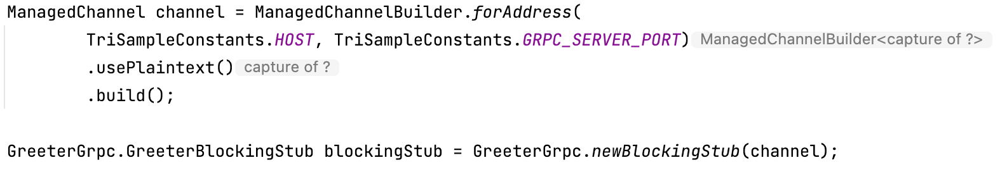 ManagedChannel channel = ManagedChannelBuilder.forAddress(
        TriSampleConstants.HOST, TriSampleConstants.GRPC_SERVER_PORT) ManagedChannelBuilder<capture of ?>
        .usePlaintext() capture of ?
        .build();
GreeterGrpc.GreeterBlockingStub blockingStub = GreeterGrpc.newBlockingStub(channel);